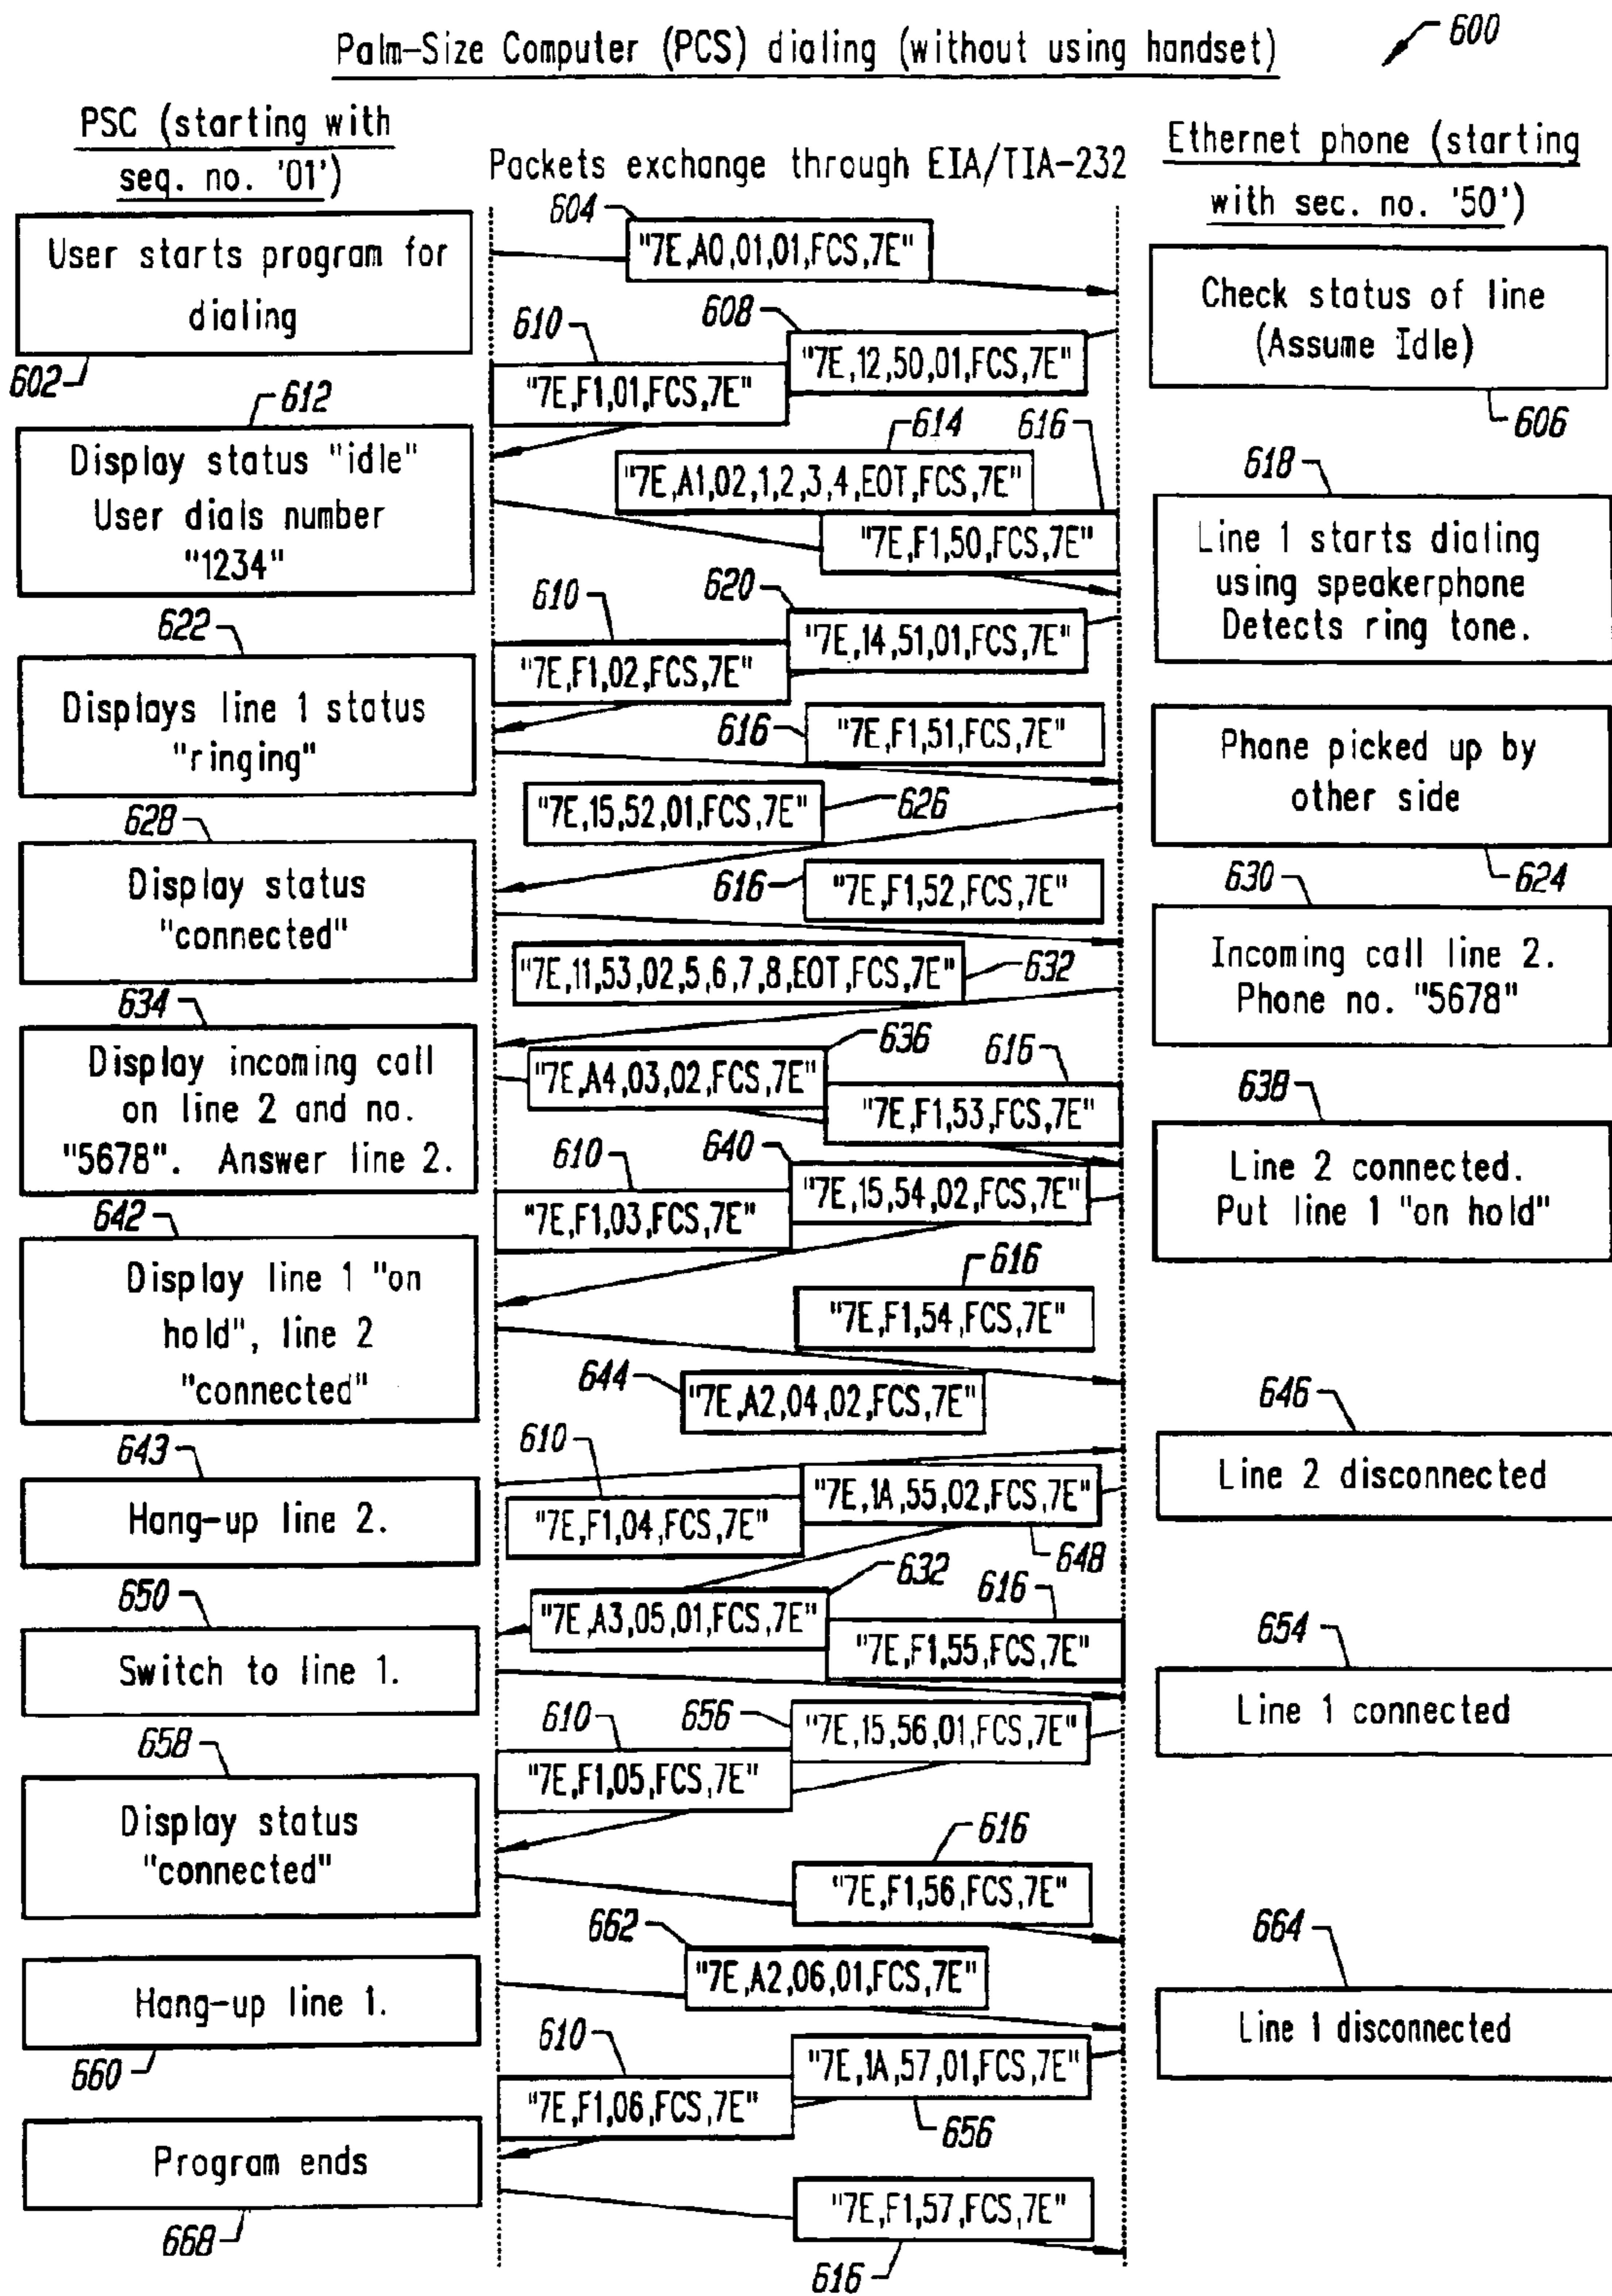 Palm-Size Computer (PCS) dialing (without using handset)
600
PSC (starting with
seq. no. '01')
Packets exchange through EIA/TIA-232
Ethernet phone (starting
with sec. no. '50')
User starts program for
dialing
602
604
"7E,A0,01,01,FCS,7E"
Check status of line
(Assume Idle)
606
608
"7E,12,50,01,FCS,7E"
610
"7E,F1,01,FCS,7E"
612
Display status "idle"
User dials number
"1234"
614
"7E,A1,02,1,2,3,4,EOT,FCS,7E"
616
"7E,F1,50,FCS,7E"
618
Line 1 starts dialing
using speakerphone
Detects ring tone.
620
"7E,14,51,01,FCS,7E"
610
"7E,F1,02,FCS,7E"
622
Displays line 1 status
"ringing"
616
"7E,F1,51,FCS,7E"
Phone picked up by
other side
624
"7E,15,52,01,FCS,7E"
626
628
Display status
"connected"
616
"7E,F1,52,FCS,7E"
630
Incoming call line 2.
Phone no. "5678"
"7E,11,53,02,5,6,7,8,EOT,FCS,7E"
632
634
Display incoming call
on line 2 and no.
"5678". Answer line 2.
636
"7E,A4,03,02,FCS,7E"
616
"7E,F1,53,FCS,7E"
638
Line 2 connected.
Put line 1 "on hold"
640
"7E,15,54,02,FCS,7E"
610
"7E,F1,03,FCS,7E"
642
Display line 1 "on
hold", line 2
"connected"
616
"7E,F1,54,FCS,7E"
644
"7E,A2,04,02,FCS,7E"
646
Line 2 disconnected
643
Hang-up line 2.
610
"7E,F1,04,FCS,7E"
"7E,1A,55,02,FCS,7E"
648
650
Switch to line 1.
632
"7E,A3,05,01,FCS,7E"
616
"7E,F1,55,FCS,7E"
654
Line 1 connected
656
"7E,15,56,01,FCS,7E"
610
"7E,F1,05,FCS,7E"
658
Display status
"connected"
616
"7E,F1,56,FCS,7E"
662
"7E,A2,06,01,FCS,7E"
664
Line 1 disconnected
Hang-up line 1.
660
610
"7E,F1,06,FCS,7E"
"7E,1A,57,01,FCS,7E"
656
Program ends
668
"7E,F1,57,FCS,7E"
616